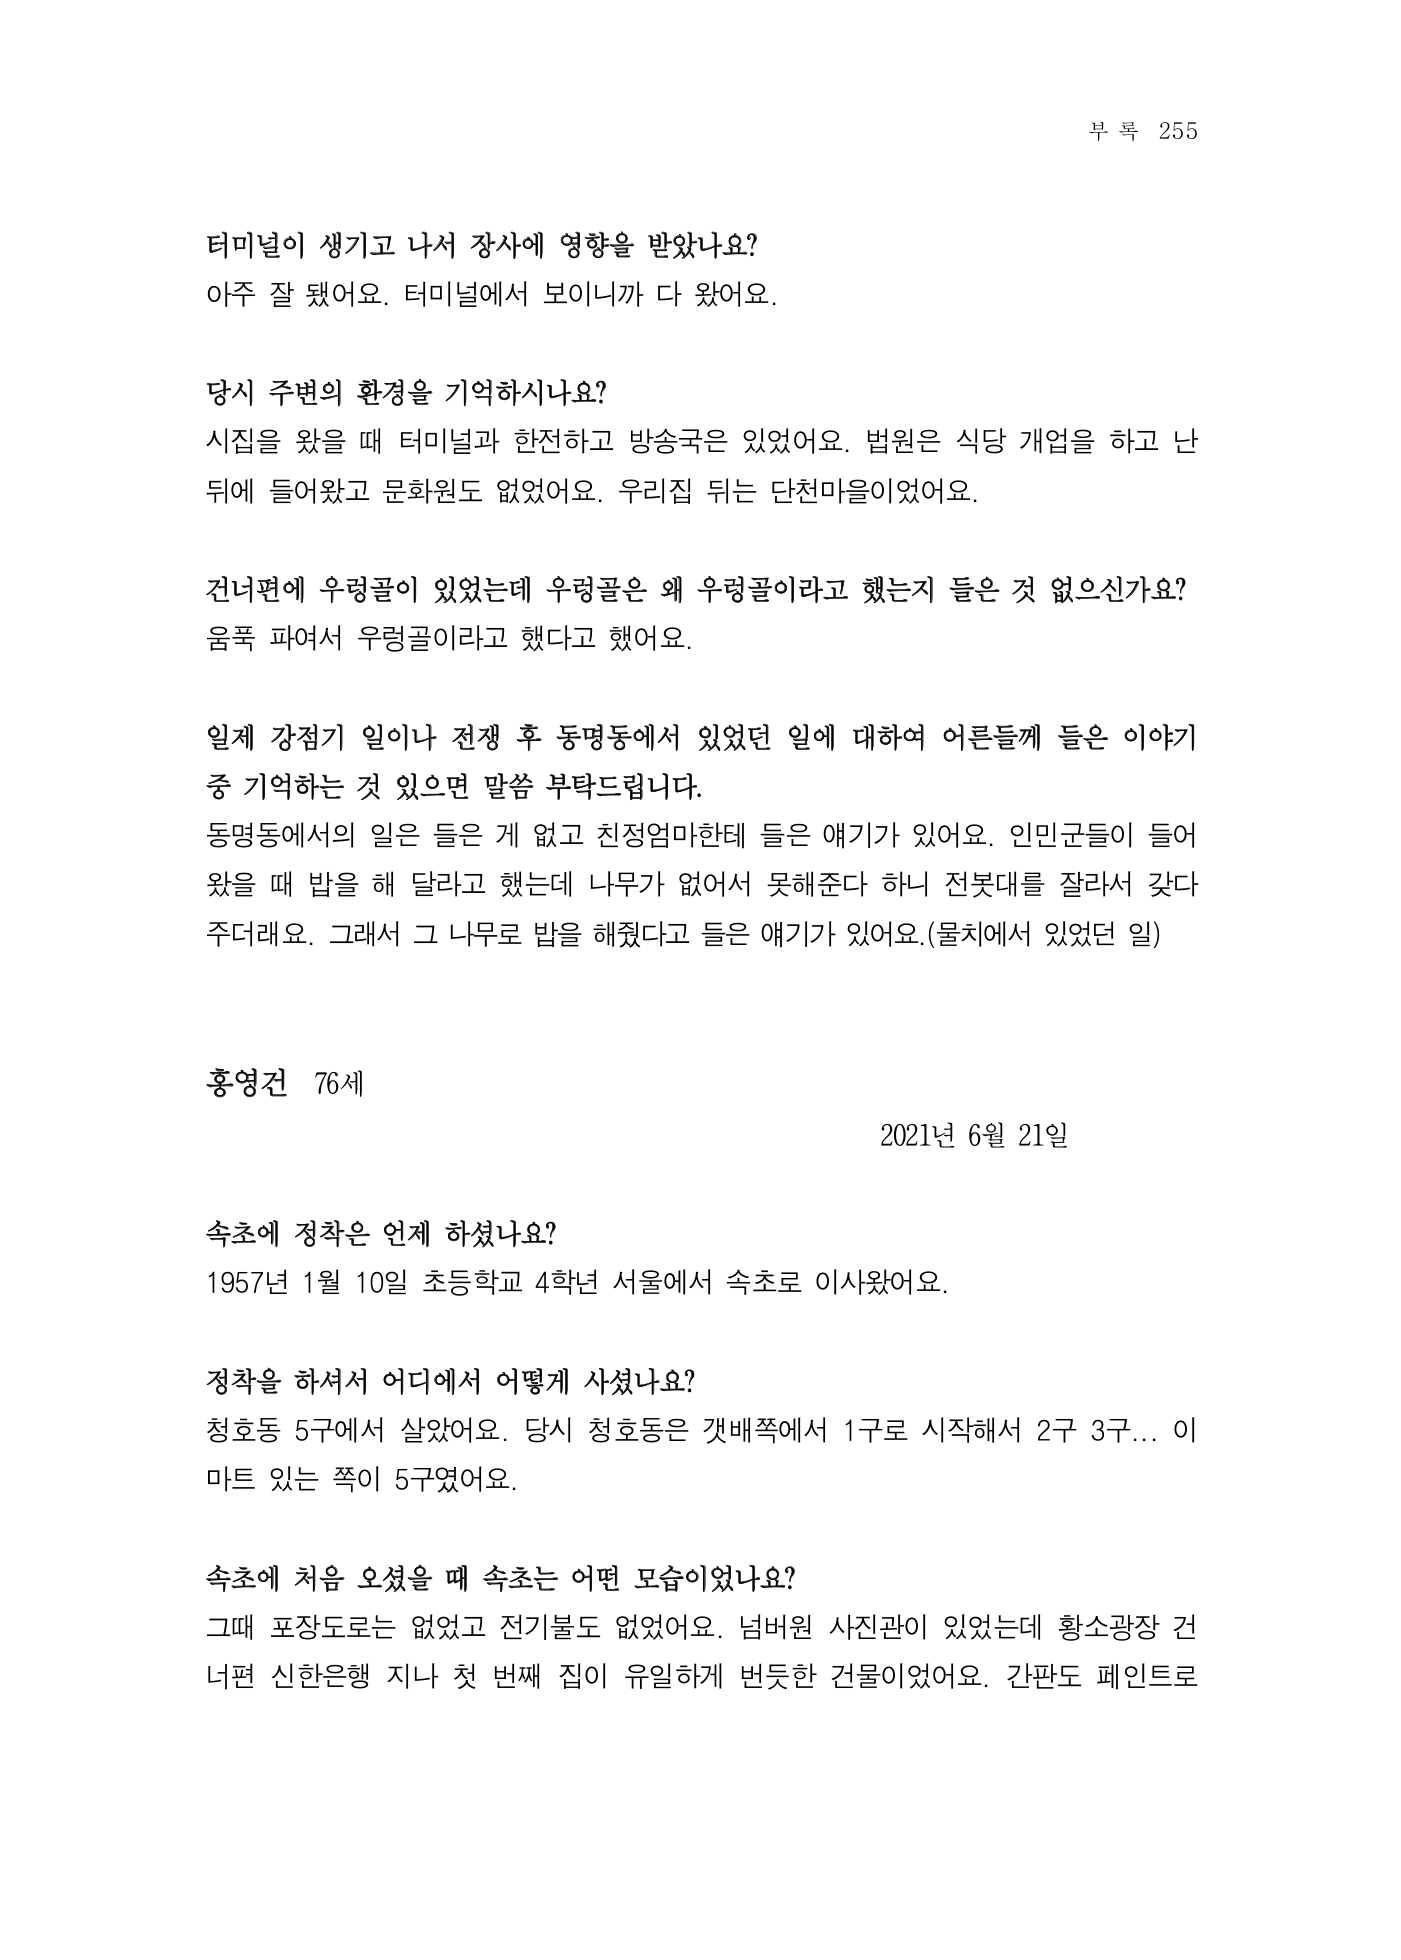 부 록 255
터미널이 생기고 나서 장사에 영향을 받았나요?
아주 잘 됐어요. 터미널에서 보이니까 다 왔어요.
당시 주변의 환경을 기억하시나요?
시집을 왔을 때 터미널과 한전하고 방송국은 있었어요. 법원은 식당 개업을 하고 난
뒤에 들어왔고 문화원도 없었어요. 우리집 뒤는 단천마을이었어요.
건너편에 우렁골이 있었는데 우렁골은 왜 우렁골이라고 했는지 들은 것 없으신가요?
움푹 파여서 우렁골이라고 했다고 했어요.
일제 강점기 일이나 전쟁 후 동명동에서 있었던 일에 대하여 어른들께 들은 이야기
중 기억하는 것 있으면 말씀 부탁드립니다.
동명동에서의 일은 들은 게 없고 친정엄마한테 들은 얘기가 있어요. 인민군들이 들어
왔을 때 밥을 해 달라고 했는데 나무가 없어서 못해준다 하니 전봇대를 잘라서 갖다
주더래요. 그래서 그 나무로 밥을 해줬다고 들은 얘기가 있어요.(물치에서 있었던 일)
홍영건 76세
2021년 6월 21일
속초에 정착은 언제 하셨나요?
1957년 1월 10일 초등학교 4학년 서울에서 속초로 이사왔어요.
정착을 하셔서 어디에서 어떻게 사셨나요?
청호동 5구에서 살았어요. 당시 청호동은 갯배쪽에서 1구로 시작해서 2구 3구... 이
마트 있는 쪽이 5구였어요.
속초에 처음 오셨을 때 속초는 어떤 모습이었나요?
그때 포장도로는 없었고 전기불도 없었어요. 넘버원 사진관이 있었는데 황소광장 건
너편 신한은행 지나 첫 번째 집이 유일하게 번듯한 건물이었어요. 간판도 페인트로